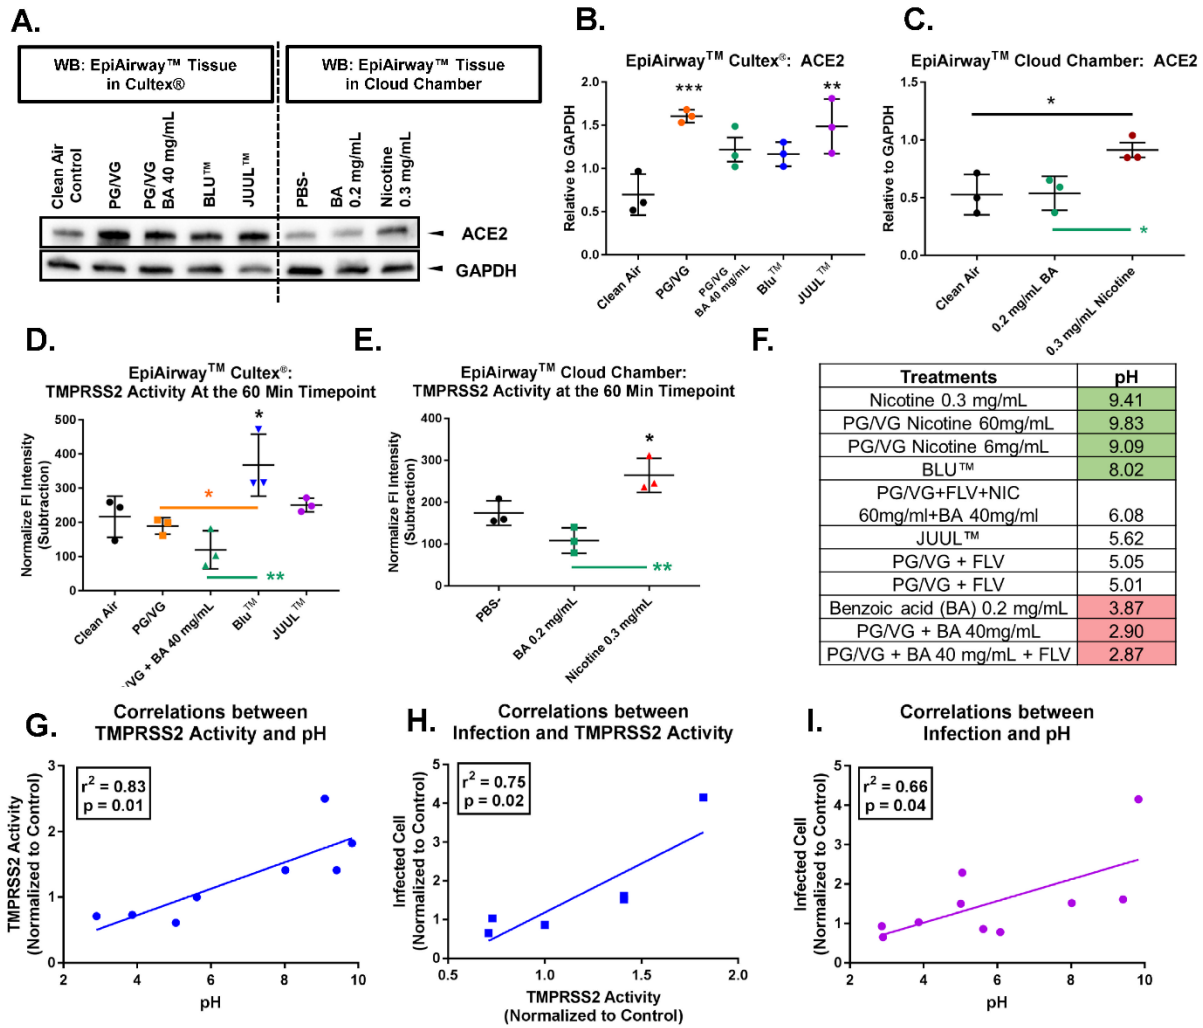 A.
WB: EpiAirway™ Tissue
in Cultex®
WB: EpiAirway™ Tissue
in Cloud Chamber
Clean Air
Control
PG/VG
PG/VG
BA 40 mg/mL
BLU™
JUUL™
PBS-
BA
0.2 mg/mL
Nicotine
0.3 mg/mL
ACE2
GAPDH
B.
EpiAirway™ Cultex®: ACE2
Relative to GAPDH
2.0
1.5
1.0
0.5
0.0
***
**
Clean Air
PG/VG
PG/VG
BA 40 mg/mL
Blu™
JUUL™
C.
EpiAirway™ Cloud Chamber: ACE2
Relative to GAPDH
1.5
1.0
0.5
0.0
*
*
Clean Air
0.2 mg/mL BA
0.3 mg/mL Nicotine
D.
EpiAirway™ Cultex®:
TMPRSS2 Activity At the 60 Min Timepoint
Normalize FI Intensity
(Subtraction)
500
400
300
200
100
0
*
*
**
Clean Air
PG/VG
/VG + BA 40 mg/mL
Blu™
JUUL™
E.
EpiAirway™ Cloud Chamber:
TMPRSS2 Activity at the 60 Min Timepoint
Normalize FI Intensity
(Subtraction)
400
300
200
100
0
*
**
PBS-
BA 0.2 mg/mL
Nicotine 0.3 mg/mL
F.
Treatments pH
Nicotine 0.3 mg/mL 9.41
PG/VG Nicotine 60mg/mL 9.83
PG/VG Nicotine 6mg/mL 9.09
BLU™ 8.02
PG/VG+FLV+NIC
60mg/ml+BA 40mg/ml 6.08
JUUL™ 5.62
PG/VG + FLV 5.05
PG/VG + FLV 5.01
Benzoic acid (BA) 0.2 mg/mL 3.87
PG/VG + BA 40mg/mL 2.90
PG/VG + BA 40 mg/mL + FLV 2.87
G.
Correlations between
TMPRSS2 Activity and pH
r² = 0.83
p = 0.01
TMPRSS2 Activity
(Normalized to Control)
3
2
1
0
2 4 6 8 10
pH
H.
Correlations between
Infection and TMPRSS2 Activity
r² = 0.75
p = 0.02
Infected Cell
(Normalized to Control)
5
4
3
2
1
0
0.5 1.0 1.5 2.0
TMPRSS2 Activity
(Normalized to Control)
I.
Correlations between
Infection and pH
r² = 0.66
p = 0.04
Infected Cell
(Normalized to Control)
5
4
3
2
1
0
2 4 6 8 10
pH